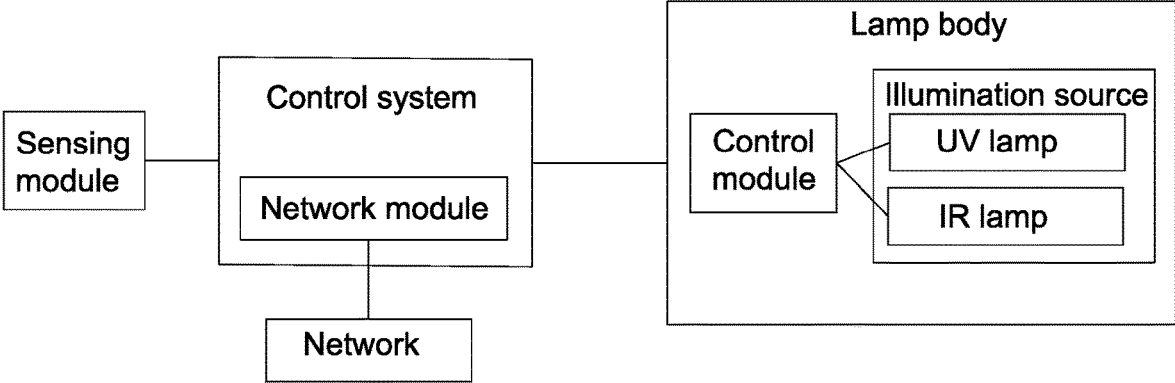 Lamp body
Control system
Illumination source
Sensing
module
Control
module
UV lamp
Network module
IR lamp
Network